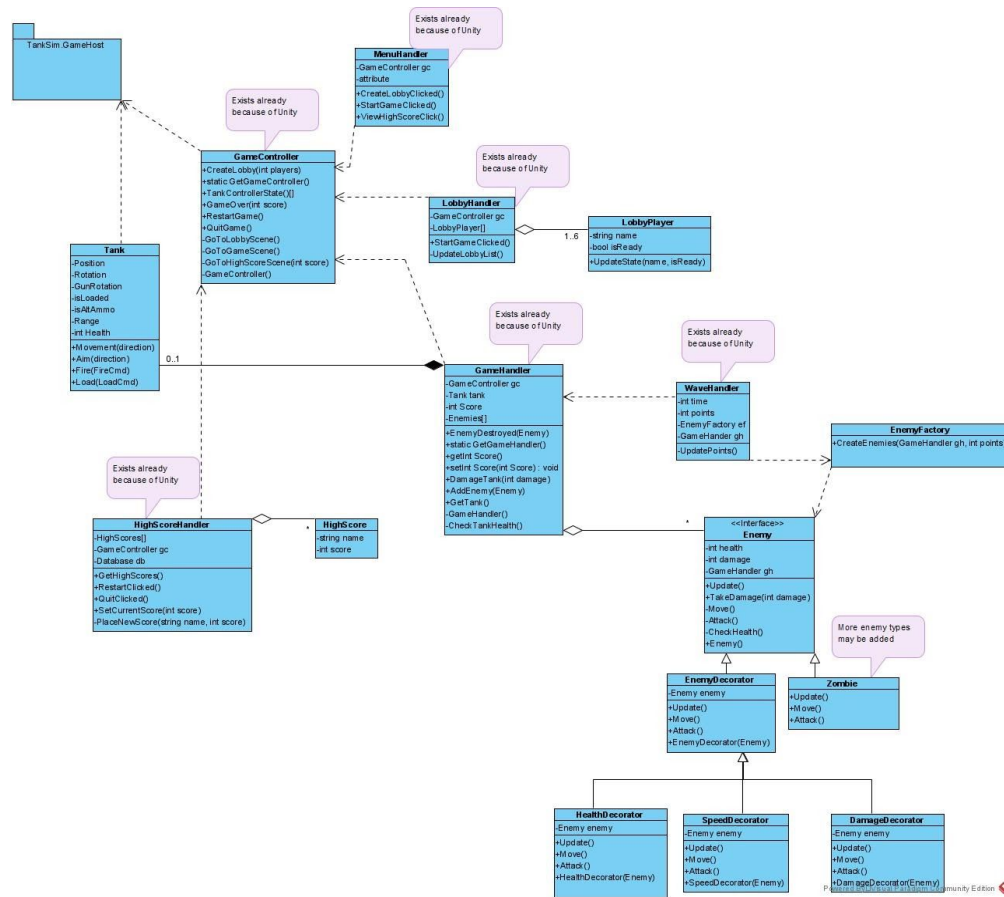 TankSim.GameHost
Exists already
because of Unity
MenuHandler
-GameController gc
-attribute
+CreateLobbyClicked()
+StartGameClicked()
+ViewHighScoreClick()
Exists already
because of Unity
GameController
+CreateLobby(int players)
+static GetGameController()
+TankControllerState()[]
+GameOver(int score)
+RestartGame()
+QuitGame()
-GoToLobbyScene()
-GoToGameScene()
-GoToHighScoreScene(int score)
-GameController()
Exists already
because of Unity
LobbyHandler
-GameController gc
-LobbyPlayer[]
+StartGameClicked()
-UpdateLobbyList()
1..6
LobbyPlayer
-string name
-bool isReady
+UpdateState(name, isReady)
Tank
-Position
-Rotation
-GunRotation
-isLoaded
-isAltAmmo
-Range
-int Health
+Movement(direction)
+Aim(direction)
+Fire(FireCmd)
+Load(LoadCmd)
0..1
Exists already
because of Unity
GameHandler
-GameController gc
-Tank tank
-int Score
-Enemies[]
+EnemyDestroyed(Enemy)
+static GetGameHandler()
+getInt Score()
+setInt Score(int Score) : void
+DamageTank(int damage)
+AddEnemy(Enemy)
+GetTank()
-GameHandler()
-CheckTankHealth()
*
Exists already
because of Unity
WaveHandler
-int time
-int points
-EnemyFactory ef
-GameHander gh
-UpdatePoints()
EnemyFactory
+CreateEnemies(GameHandler gh, int points
Exists already
because of Unity
HighScoreHandler
-HighScores[]
-GameController gc
-Database db
+GetHighScores()
+RestartClicked()
+QuitClicked()
+SetCurrentScore(int score)
-PlaceNewScore(string name, int score)
*
HighScore
-string name
-int score
<<Interface>>
Enemy
-int health
-int damage
-GameHandler gh
+Update()
+TakeDamage(int damage)
-Move()
-Attack()
-CheckHealth()
+Enemy()
More enemy types
may be added
EnemyDecorator
-Enemy enemy
+Update()
+Move()
+Attack()
+EnemyDecorator(Enemy)
Zombie
+Update()
+Move()
+Attack()
HealthDecorator
-Enemy enemy
+Update()
+Move()
+Attack()
+HealthDecorator(Enemy)
SpeedDecorator
-Enemy enemy
+Update()
+Move()
+Attack()
+SpeedDecorator(Enemy)
DamageDecorator
-Enemy enemy
+Update()
+Move()
+Attack()
+DamageDecorator(Enemy)
Powered By Visual Paradigm Community Edition